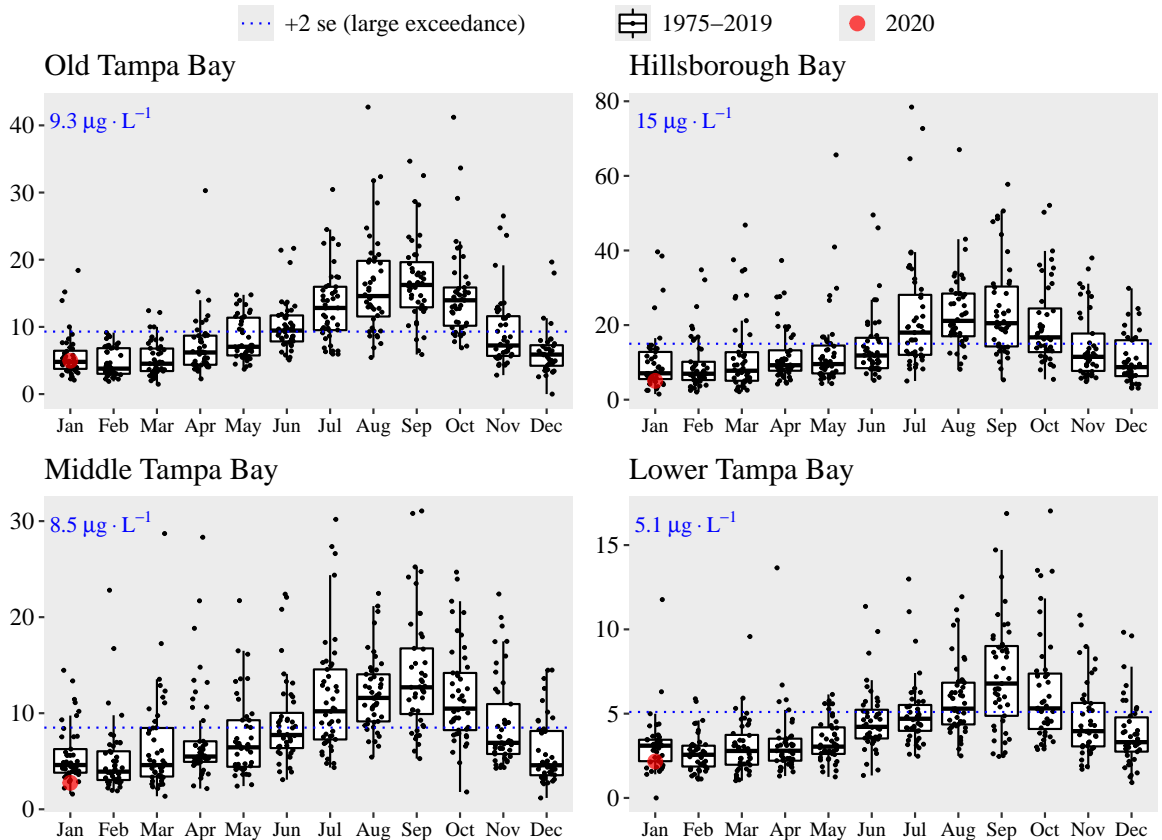 +2 se (large exceedance) 1975–2019 2020
Old Tampa Bay
9.3 μg · L⁻¹
40
30
20
10
0
Jan Feb Mar Apr May Jun Jul Aug Sep Oct Nov Dec
Hillsborough Bay
15 μg · L⁻¹
80
60
40
20
0
Jan Feb Mar Apr May Jun Jul Aug Sep Oct Nov Dec
Middle Tampa Bay
8.5 μg · L⁻¹
30
20
10
0
Jan Feb Mar Apr May Jun Jul Aug Sep Oct Nov Dec
Lower Tampa Bay
5.1 μg · L⁻¹
15
10
5
0
Jan Feb Mar Apr May Jun Jul Aug Sep Oct Nov Dec